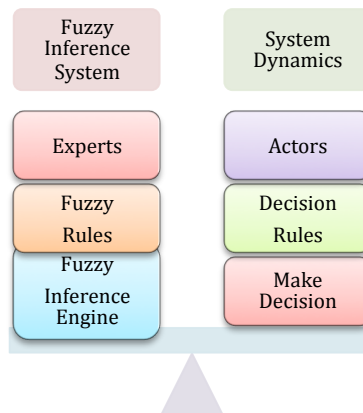 Fuzzy
Inference
System
System
Dynamics
Experts
Actors
Fuzzy
Rules
Decision
Rules
Fuzzy
Inference
Engine
Make
Decision